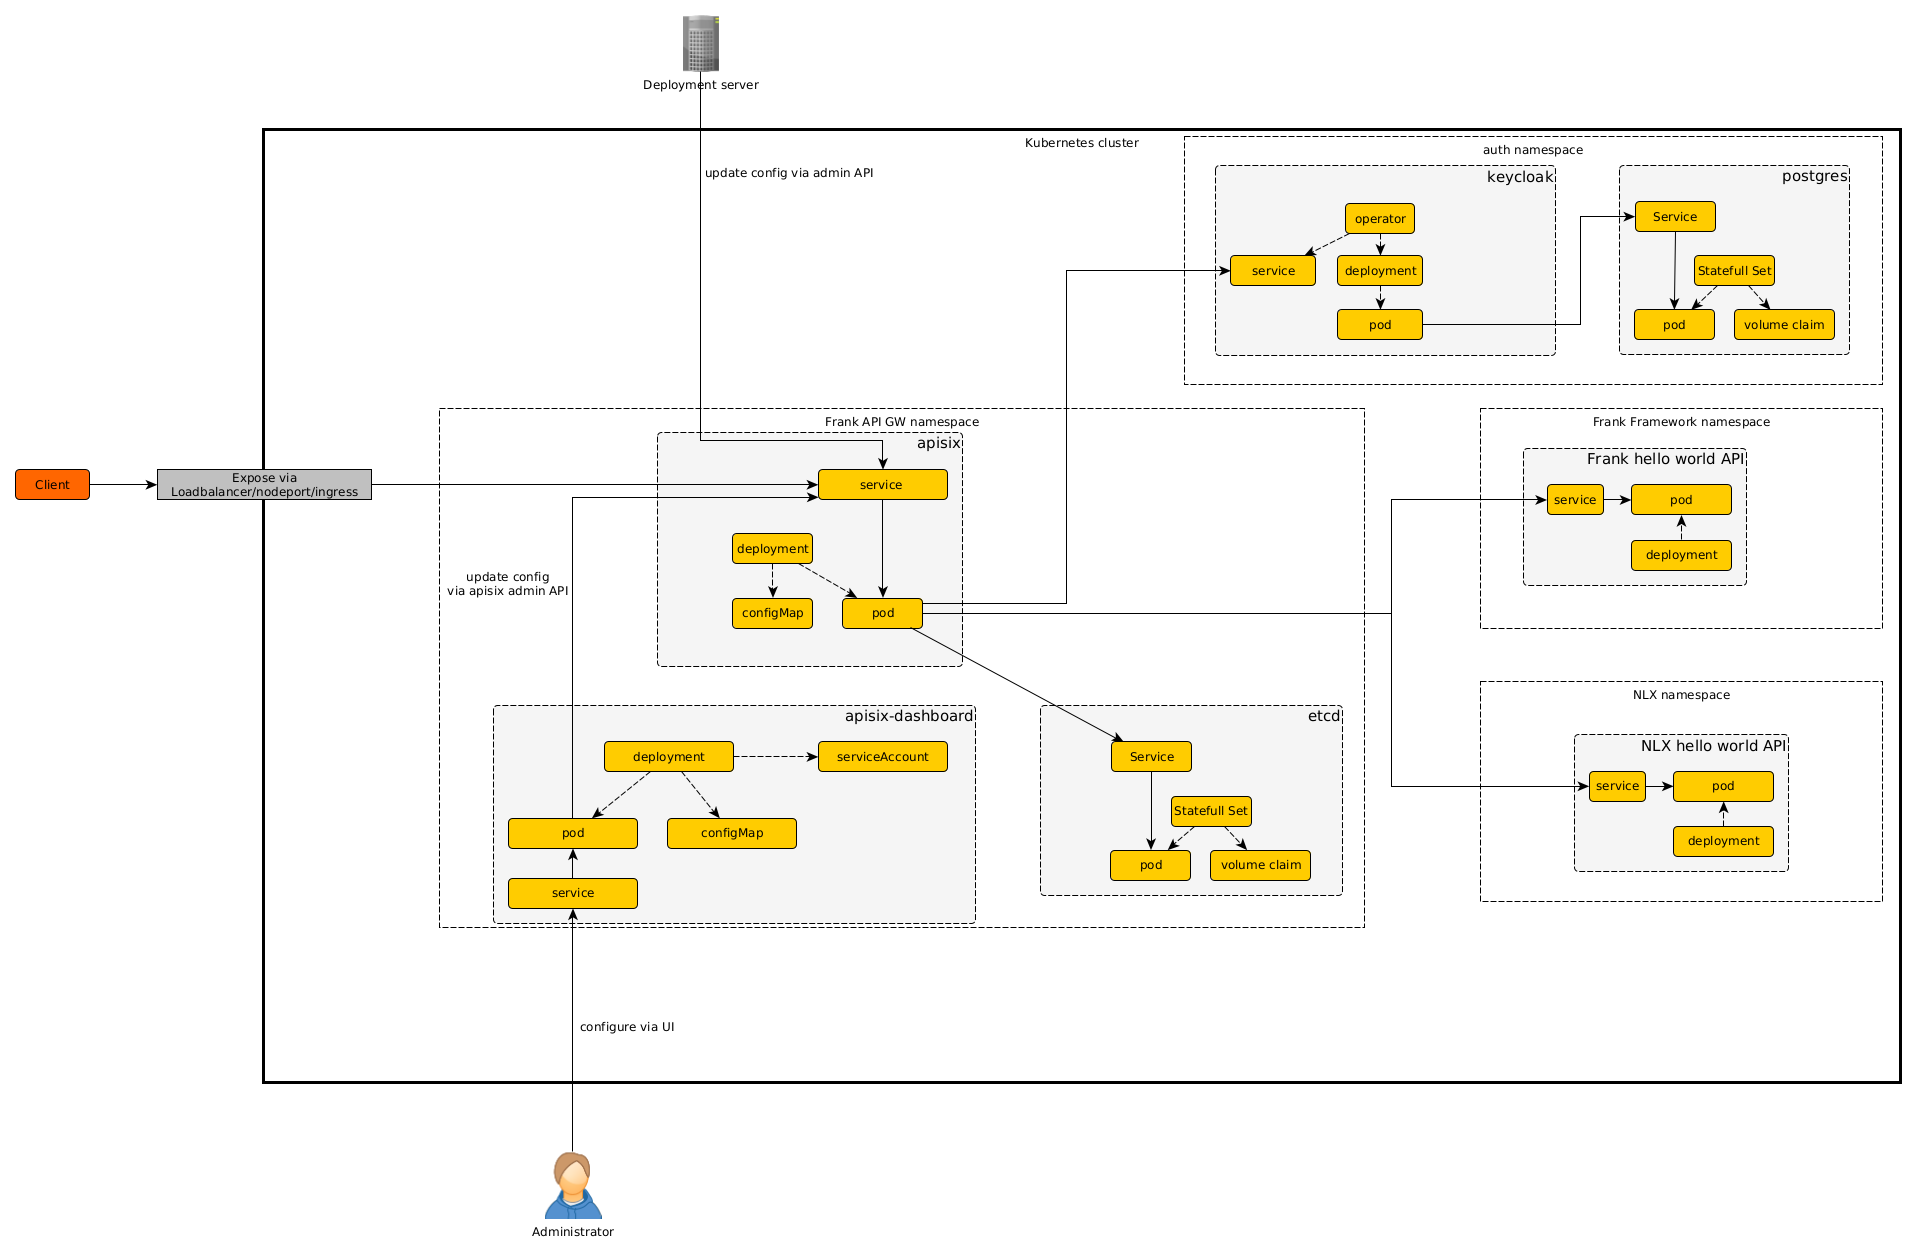 Deployment server
Kubernetes cluster
update config via admin API
auth namespace
keycloak
operator
service
deployment
pod
postgres
Service
Statefull Set
pod
volume claim
Client
Expose via
Loadbalancer/nodeport/ingress
Frank API GW namespace
apisix
service
deployment
configMap
pod
update config
via apisix admin API
apisix-dashboard
deployment
serviceAccount
pod
configMap
service
etcd
Service
Statefull Set
pod
volume claim
Frank Framework namespace
Frank hello world API
service
pod
deployment
NLX namespace
NLX hello world API
service
pod
deployment
configure via UI
Administrator